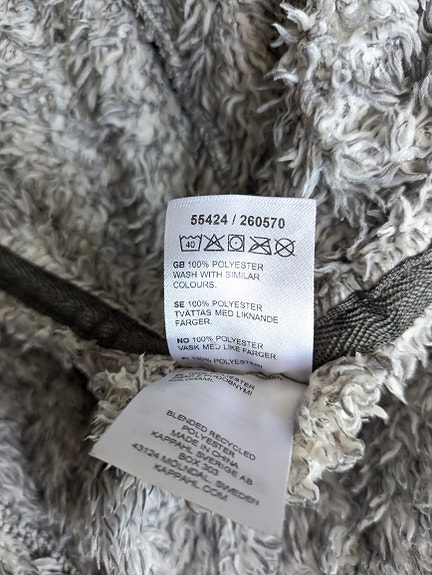 55424 / 260570
40
GB 100% POLYESTER
WASH WITH SIMILAR
COLOURS.
SE 100% POLYESTER
TVÄTTAS MED LIKNANDE
FÄRGER.
NO 100% POLYESTER
VASK MED LIKE FARGER.
100% POLYESTER
BLENDED RECYCLED
POLYESTER
MADE IN CHINA
KAPPAHL SVERIGE AB
BOX 303
43124 MÖLNDAL, SWEDEN
KAPPAHL.COM